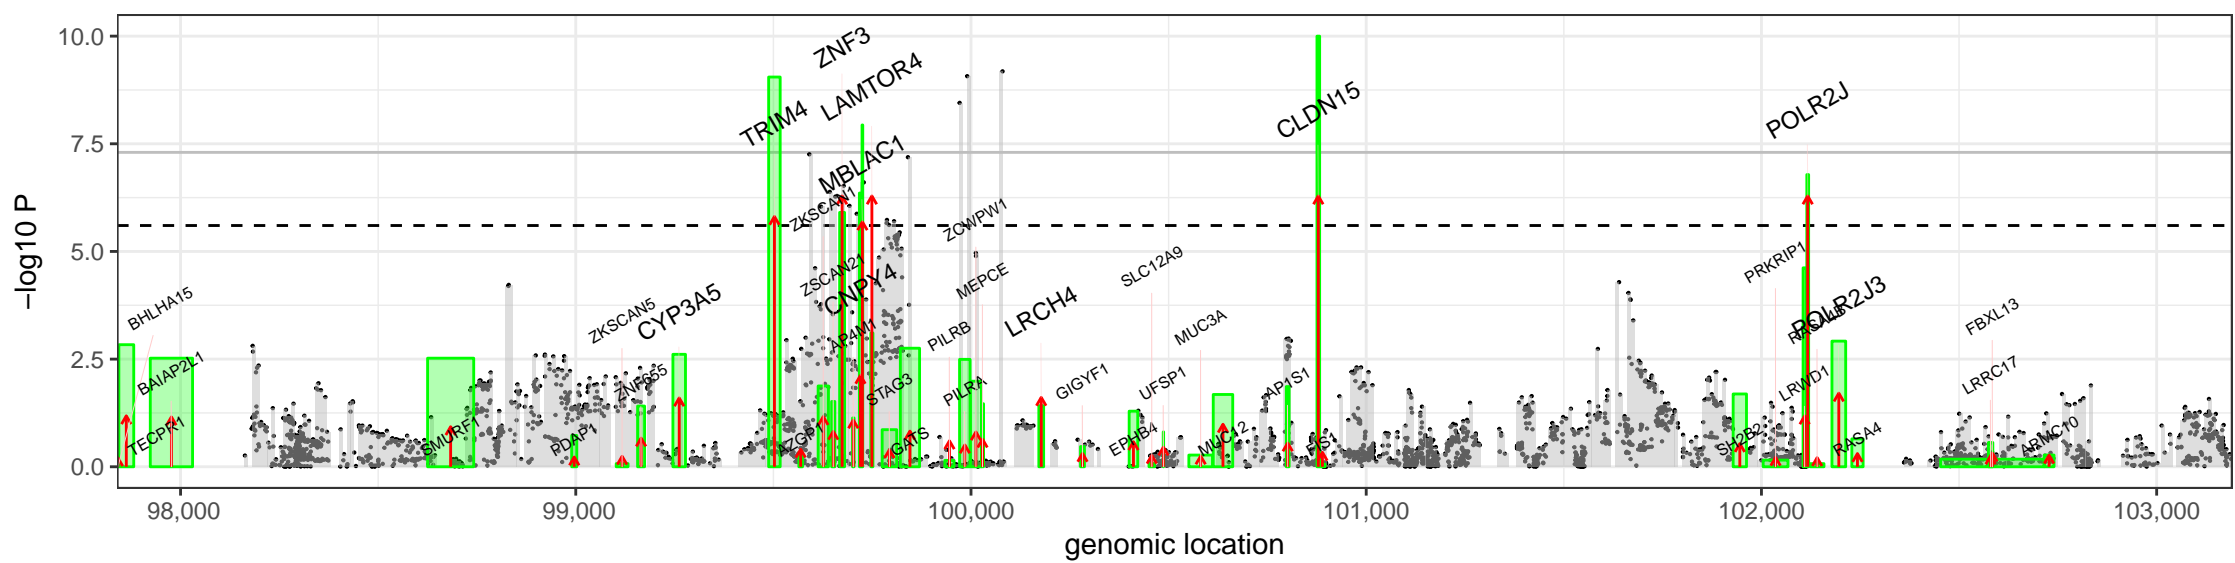 10.0
7.5
5.0
2.5
0.0
−log10 P
ZNF3
LAMTOR4
TRIM4
MBLAC1
CLDN15
POLR2J
ZKSCAN1
ZCWPW1
ZSCAN21
CNPY4
MEPCE
SLC12A9
PRKRIP1
BHLHA15
ZKSCAN5
CYP3A5
AP4M1
PILRB
LRCH4
MUC3A
POLR2J3
FBXL13
BAIAP2L1
ZNF655
STAG3
PILRA
GIGYF1
UFSP1
AP1S1
LRWD1
LRRC17
TECPR1
SMURF1
PDAP1
AZGP1
GATS
EPHB4
MUC12
FIS1
SH2B2
RASA4
ARMC10
98,000
99,000
100,000
101,000
102,000
103,000
genomic location